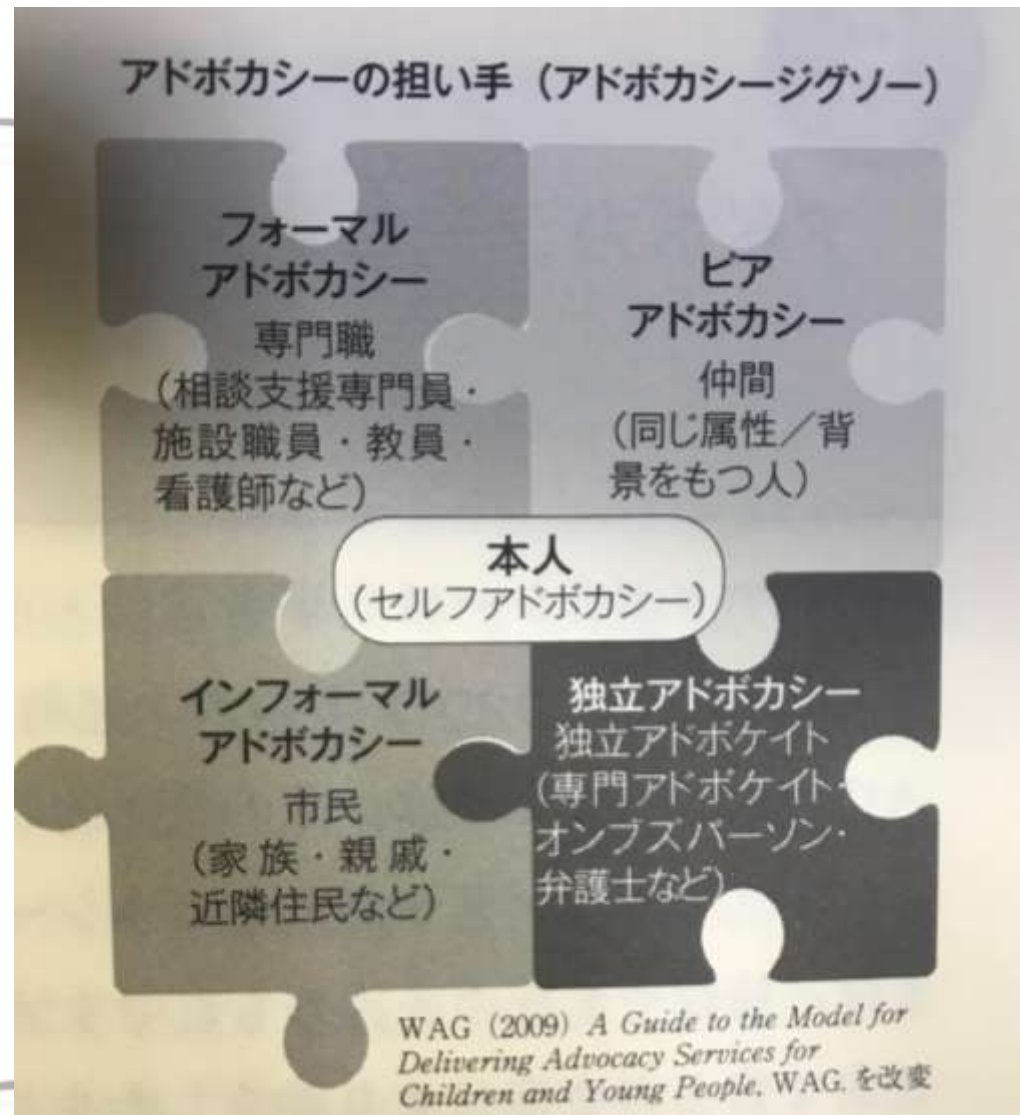 アドボカシーの担い手（アドボカシージグソー）
フォーマル
アドボカシー
専門職
（相談支援専門員・
施設職員・教員・
看護師など）
ピア
アドボカシー
仲間
（同じ属性／背
景をもつ人）
本人
（セルフアドボカシー）
インフォーマル
アドボカシー
市民
（家族・親戚・
近隣住民など）
独立アドボカシー
独立アドボケイト
（専門アドボケイト・
オンブズパーソン・
弁護士など）
WAG（2009）A Guide to the Model for
Delivering Advocacy Services for
Children and Young People. WAG. を改変